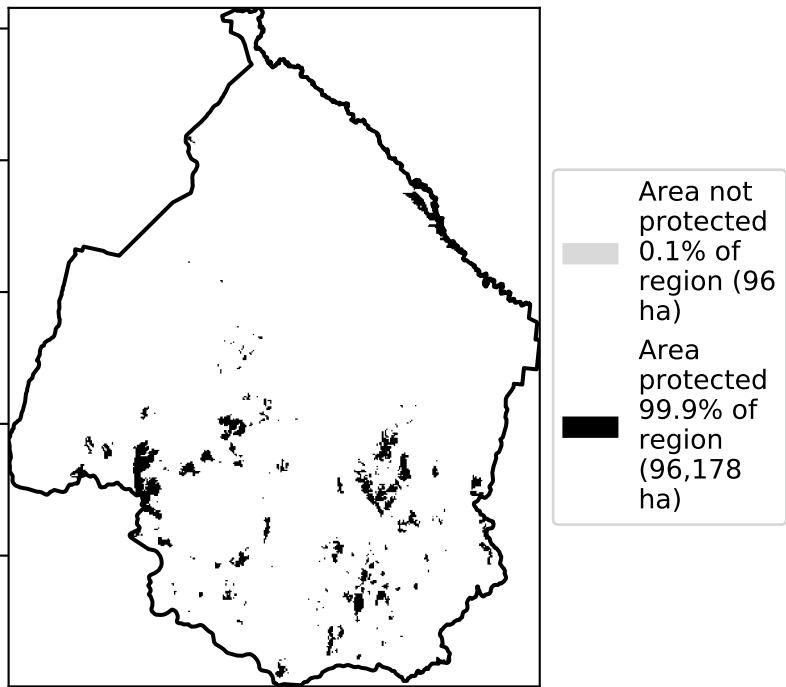 Area not
protected
0.1% of
region (96
ha)
Area
protected
99.9% of
region
(96,178
ha)